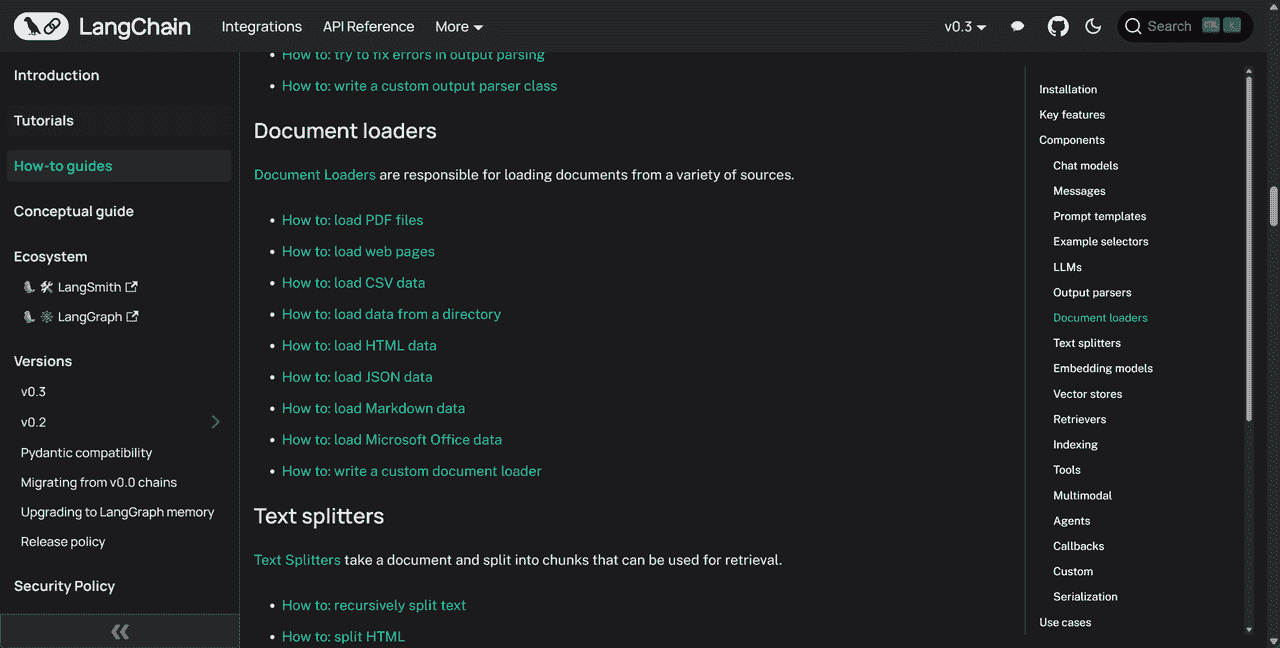 LangChain
Integrations
API Reference
More
v0.3
Search
CTRL
K
Introduction
Tutorials
How-to guides
Conceptual guide
Ecosystem
LangSmith
LangGraph
Versions
v0.3
v0.2
Pydantic compatibility
Migrating from v0.0 chains
Upgrading to LangGraph memory
Release policy
Security Policy
How to: try to fix errors in output parsing
How to: write a custom output parser class
Document loaders
Document Loaders are responsible for loading documents from a variety of sources.
How to: load PDF files
How to: load web pages
How to: load CSV data
How to: load data from a directory
How to: load HTML data
How to: load JSON data
How to: load Markdown data
How to: load Microsoft Office data
How to: write a custom document loader
Text splitters
Text Splitters take a document and split into chunks that can be used for retrieval.
How to: recursively split text
How to: split HTML
Installation
Key features
Components
Chat models
Messages
Prompt templates
Example selectors
LLMs
Output parsers
Document loaders
Text splitters
Embedding models
Vector stores
Retrievers
Indexing
Tools
Multimodal
Agents
Callbacks
Custom
Serialization
Use cases